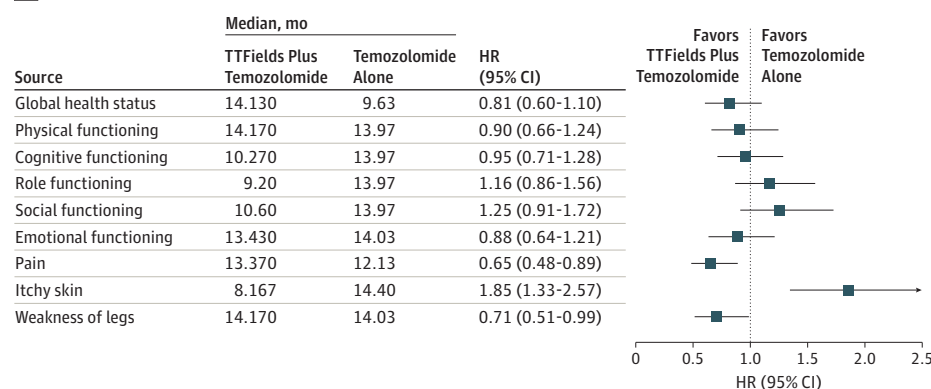 Median, mo
Favors
TTFields Plus
Temozolomide
Favors
Temozolomide
Alone
Source
TTFields Plus
Temozolomide
Temozolomide
Alone
HR
(95% CI)
Global health status 14.130 9.63 0.81 (0.60-1.10)
Physical functioning 14.170 13.97 0.90 (0.66-1.24)
Cognitive functioning 10.270 13.97 0.95 (0.71-1.28)
Role functioning 9.20 13.97 1.16 (0.86-1.56)
Social functioning 10.60 13.97 1.25 (0.91-1.72)
Emotional functioning 13.430 14.03 0.88 (0.64-1.21)
Pain 13.370 12.13 0.65 (0.48-0.89)
Itchy skin 8.167 14.40 1.85 (1.33-2.57)
Weakness of legs 14.170 14.03 0.71 (0.51-0.99)
0 0.5 1.0 1.5 2.0 2.5
HR (95% CI)